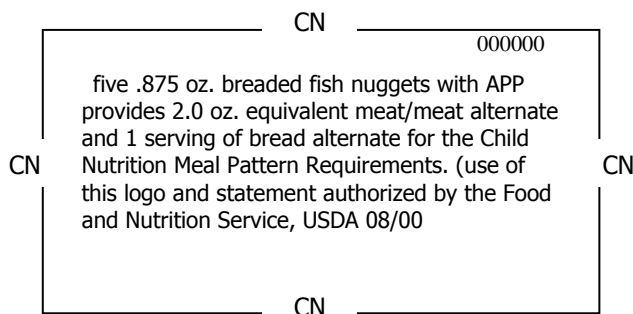 CN
000000
five .875 oz. breaded fish nuggets with APP
provides 2.0 oz. equivalent meat/meat alternate
and 1 serving of bread alternate for the Child
CN Nutrition Meal Pattern Requirements. (use of CN
this logo and statement authorized by the Food
and Nutrition Service, USDA 08/00
CN